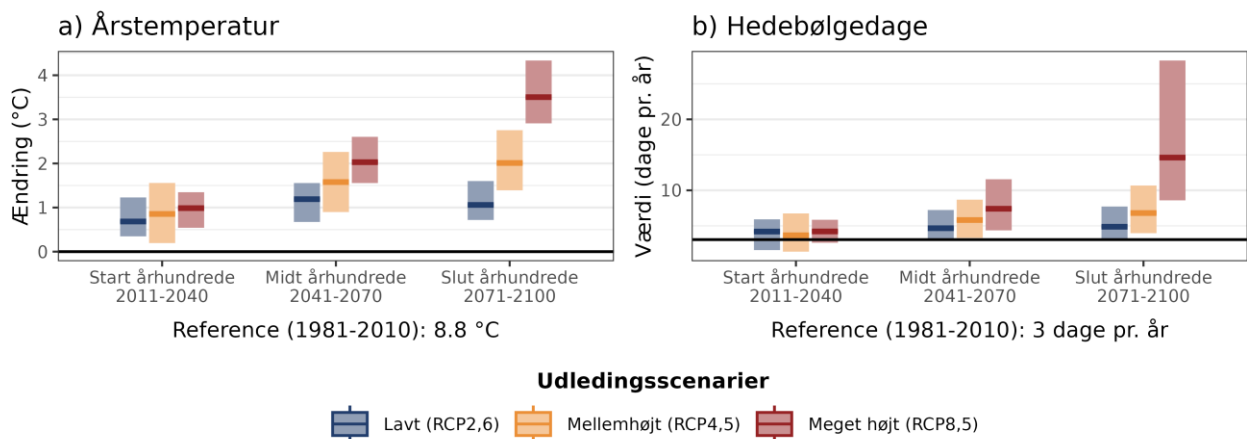 a) Årstemperatur
Ændring (°C)
4
3
2
1
0
Start århundrede
2011-2040
Midt århundrede
2041-2070
Slut århundrede
2071-2100
Reference (1981-2010): 8.8 °C
b) Hedebølgedage
Værdi (dage pr. år)
20
10
Start århundrede
2011-2040
Midt århundrede
2041-2070
Slut århundrede
2071-2100
Reference (1981-2010): 3 dage pr. år
Udledingsscenarier
Lavt (RCP2,6)
Mellemhøjt (RCP4,5)
Meget højt (RCP8,5)